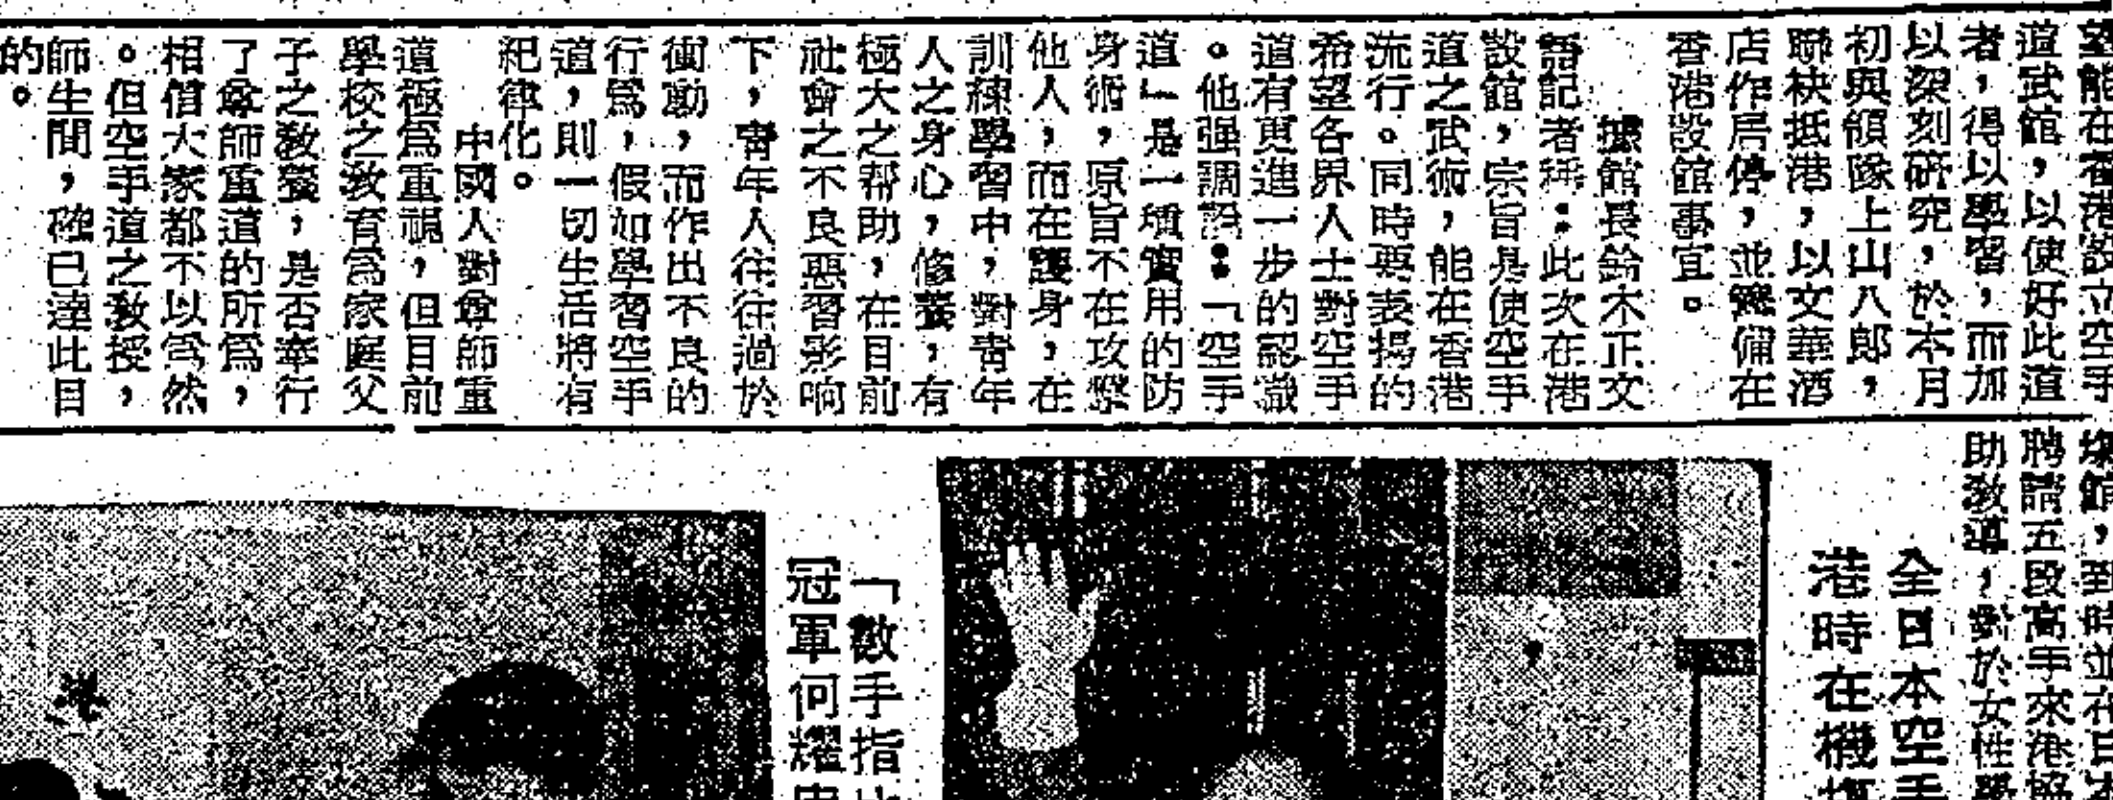 望能在香港設立空手
道武館，以使好此道
者，得以學習，而加
以深刻研究，於本月
初與領隊上山八郎，
聯袂抵港，以文華酒
店作居停，並籌備在
香港設館事宜。
據館長鈴木正文
語記者稱：此次在港
設館，宗旨是使空手
道之武術，能在香港
流行。同時要表揚的
希望各界人士對空手
道有更進一步的認識
。他强調說：「空手
道」是一項實用的防
身術，原旨不在攻擊
他人，而在護身，在
訓練學習中，對青年
人之身心，修養，有
極大之帮助，在目前
社會之不良惡習影响
下，青年人往往過於
衝動，而作出不良的
行爲，假如學習空手
道，則一切生活將有
紀律化。
中國人對尊師重
道極爲重視，但目前
學校之教育爲家庭父
子之教養，是否奉行
了尊師重道的所爲，
相信大家都不以爲然
。但空手道之教授，
師生間，確已達此目
的。
館，到時並在日
聘請五段高手來港協
助教導，對於女性學
全日本空手
港時在機
「數手指
冠軍何耀